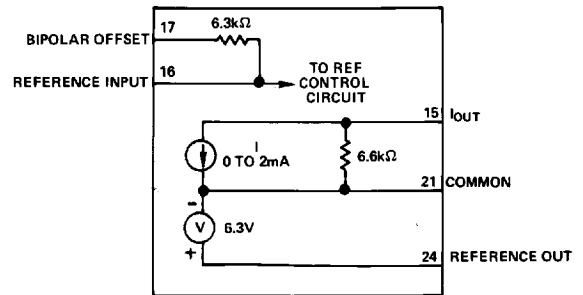 BIPOLAR OFFSET
17
6.3kΩ
REFERENCE INPUT
16
TO REF
CONTROL
CIRCUIT
15
IOUT
I
0 TO 2mA
6.6kΩ
21
COMMON
-
V
6.3V
+
24
REFERENCE OUT